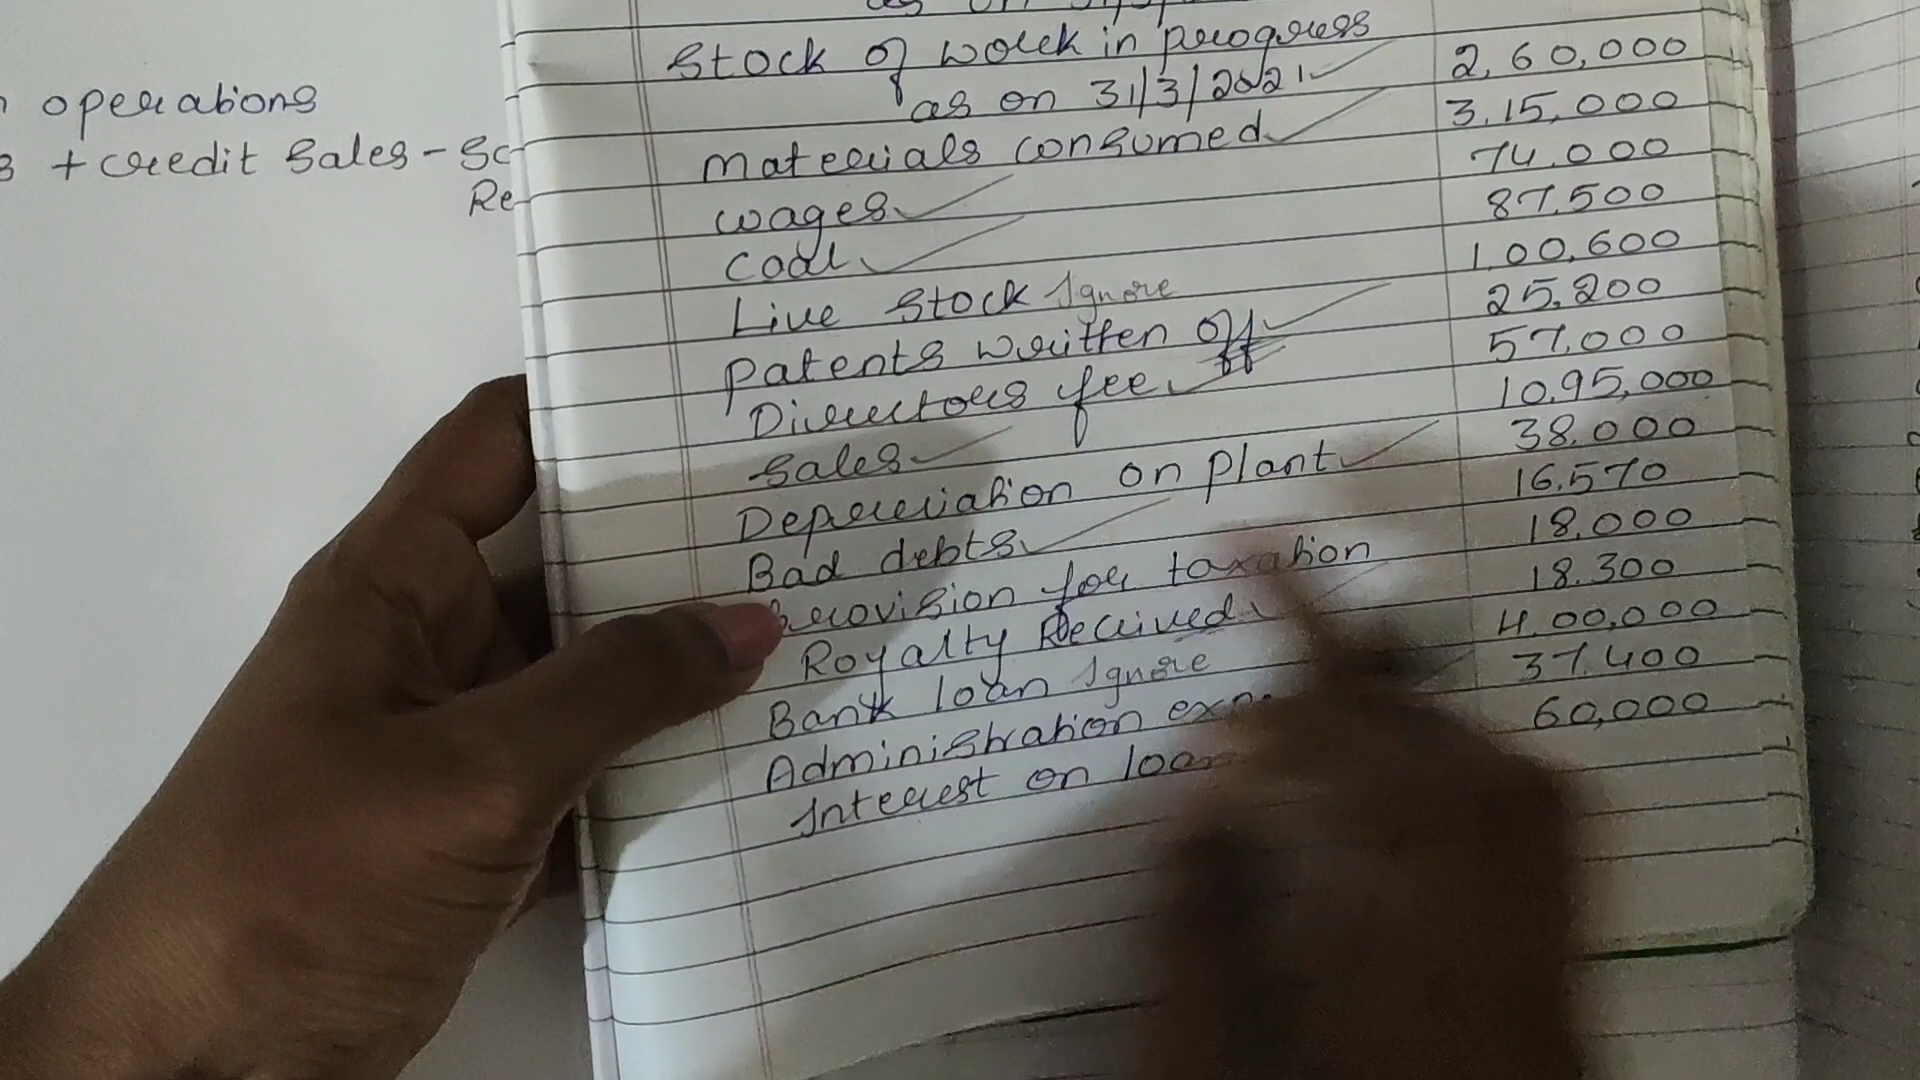 operations
+ credit Sales - Sc
Re
Stock of work in progress
as on 31/3/2021 2,60,000
Materials consumed 3,15,000
Wages 74,000
Coal 87,500
Live Stock Ignore 1,00,600
Patents written off 25,200
Directors fee 57,000
Sales 10,95,000
Depreciation on plant 38,000
Bad debts 16,570
Provision for taxation 18,000
Royalty Received 18,300
Bank loan Ignore 4,00,000
Administration exp 37,400
Interest on loan 60,000